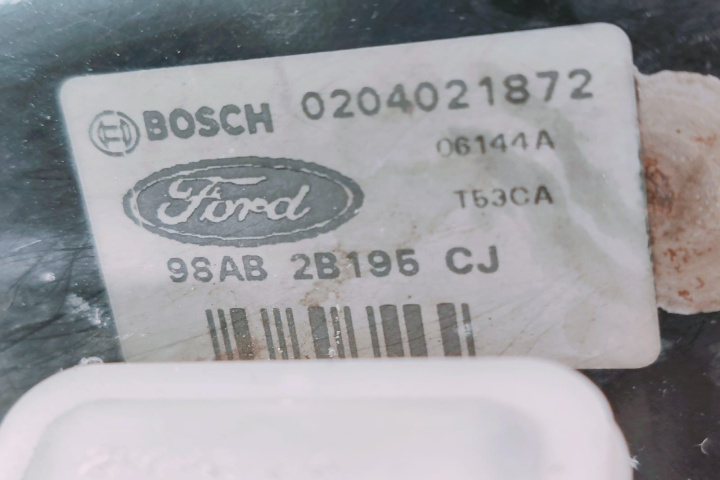 BOSCH 0204021872
06144A
Ford
T53CA
98AB 2B195 CJ